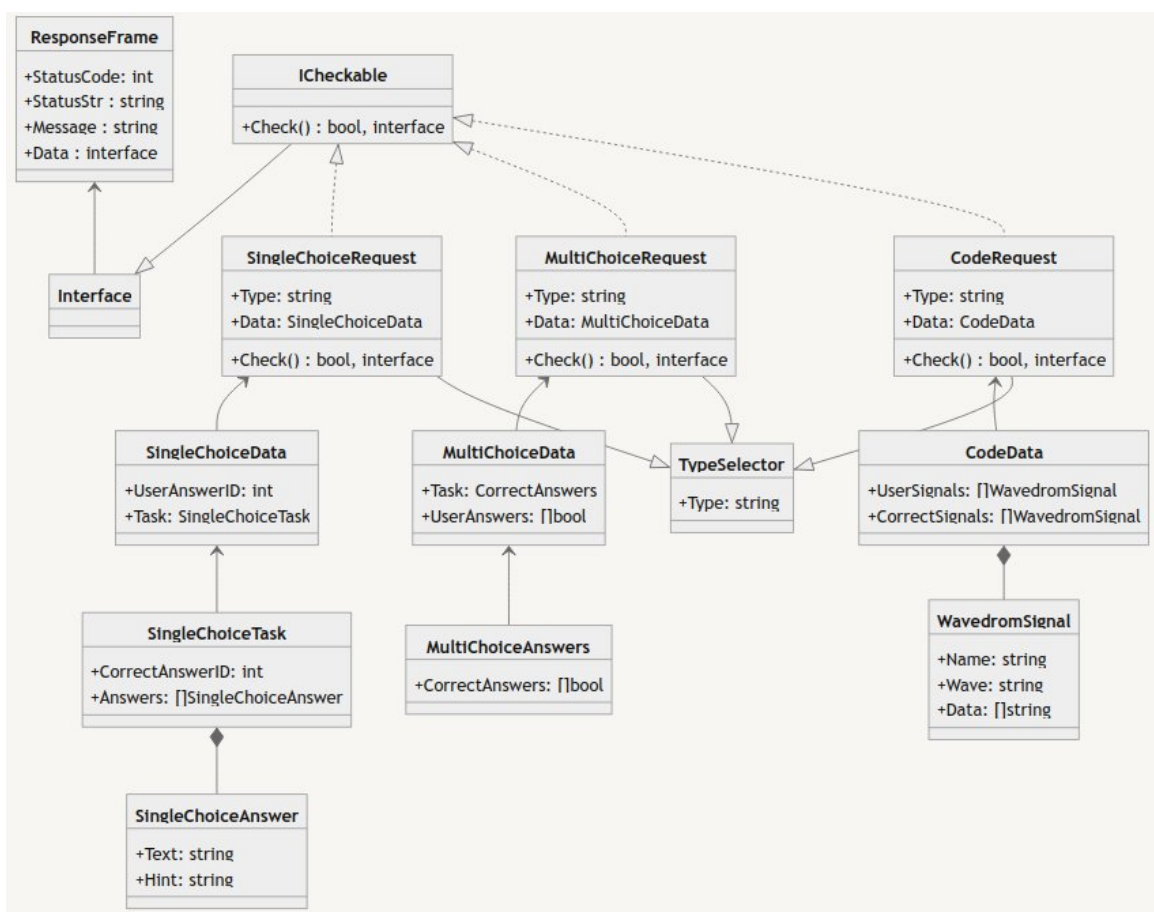 ResponseFrame
+StatusCode: int
+StatusStr : string
+Message : string
+Data : interface
ICheckable
+Check() : bool, interface
Interface
SingleChoiceRequest
+Type: string
+Data: SingleChoiceData
+Check() : bool, interface
MultiChoiceRequest
+Type: string
+Data: MultiChoiceData
+Check() : bool, interface
CodeRequest
+Type: string
+Data: CodeData
+Check() : bool, interface
SingleChoiceData
+UserAnswerID: int
+Task: SingleChoiceTask
MultiChoiceData
+Task: CorrectAnswers
+UserAnswers: []bool
TypeSelector
+Type: string
CodeData
+UserSignals: []WavedromSignal
+CorrectSignals: []WavedromSignal
SingleChoiceTask
+CorrectAnswerID: int
+Answers: []SingleChoiceAnswer
MultiChoiceAnswers
+CorrectAnswers: []bool
WavedromSignal
+Name: string
+Wave: string
+Data: []string
SingleChoiceAnswer
+Text: string
+Hint: string